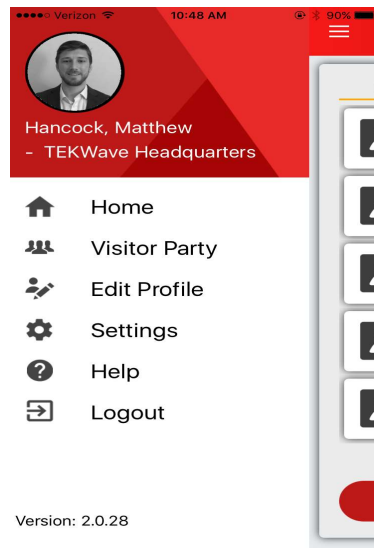 Verizon 10:48 AM 90%
Hancock, Matthew
- TEKWave Headquarters
Home
Visitor Party
Edit Profile
Settings
Help
Logout
Version: 2.0.28